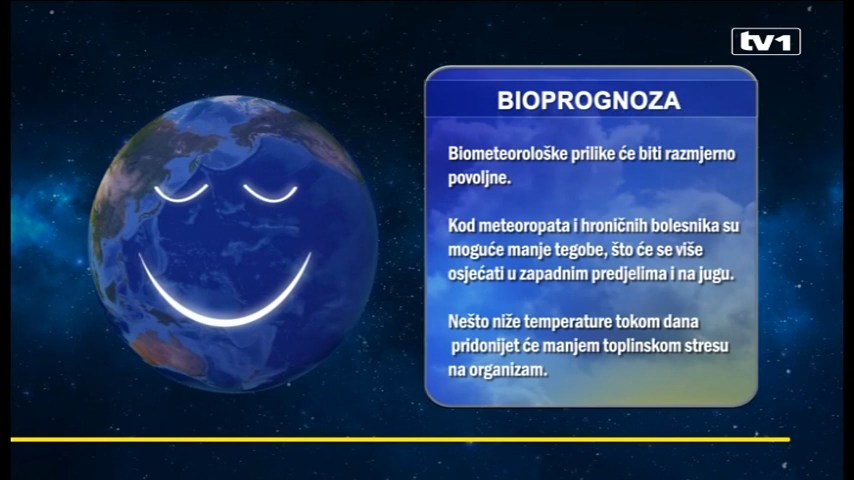 tv1
BIOPROGNOZA
Biometeorološke prilike će biti razmjerno
povoljne.
Kod meteoropata i hroničnih bolesnika su
moguće manje tegobe, što će se više
osjećati u zapadnim predjelima i na jugu.
Nešto niže temperature tokom dana
pridonijet će manjem toplinskom stresu
na organizam.